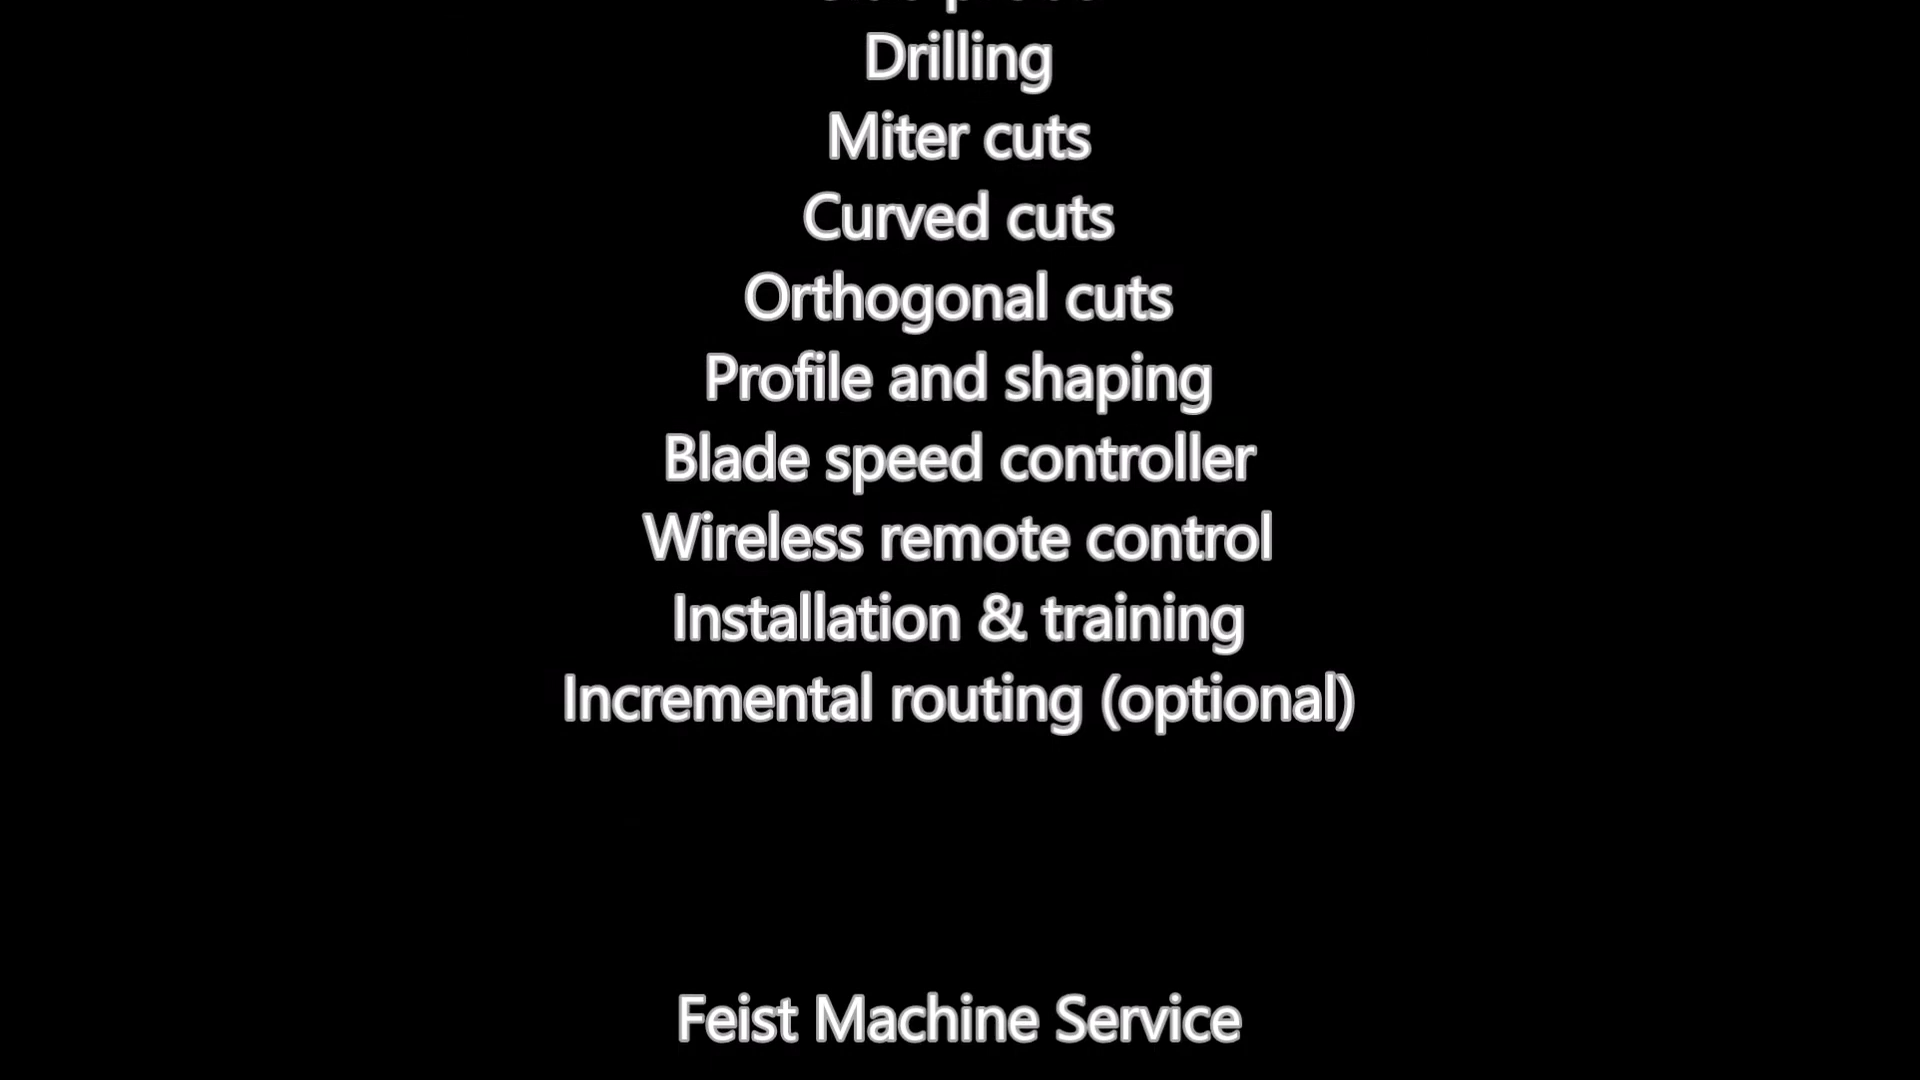 Drilling
Miter cuts
Curved cuts
Orthogonal cuts
Profile and shaping
Blade speed controller
Wireless remote control
Installation & training
Incremental routing (optional)
Feist Machine Service